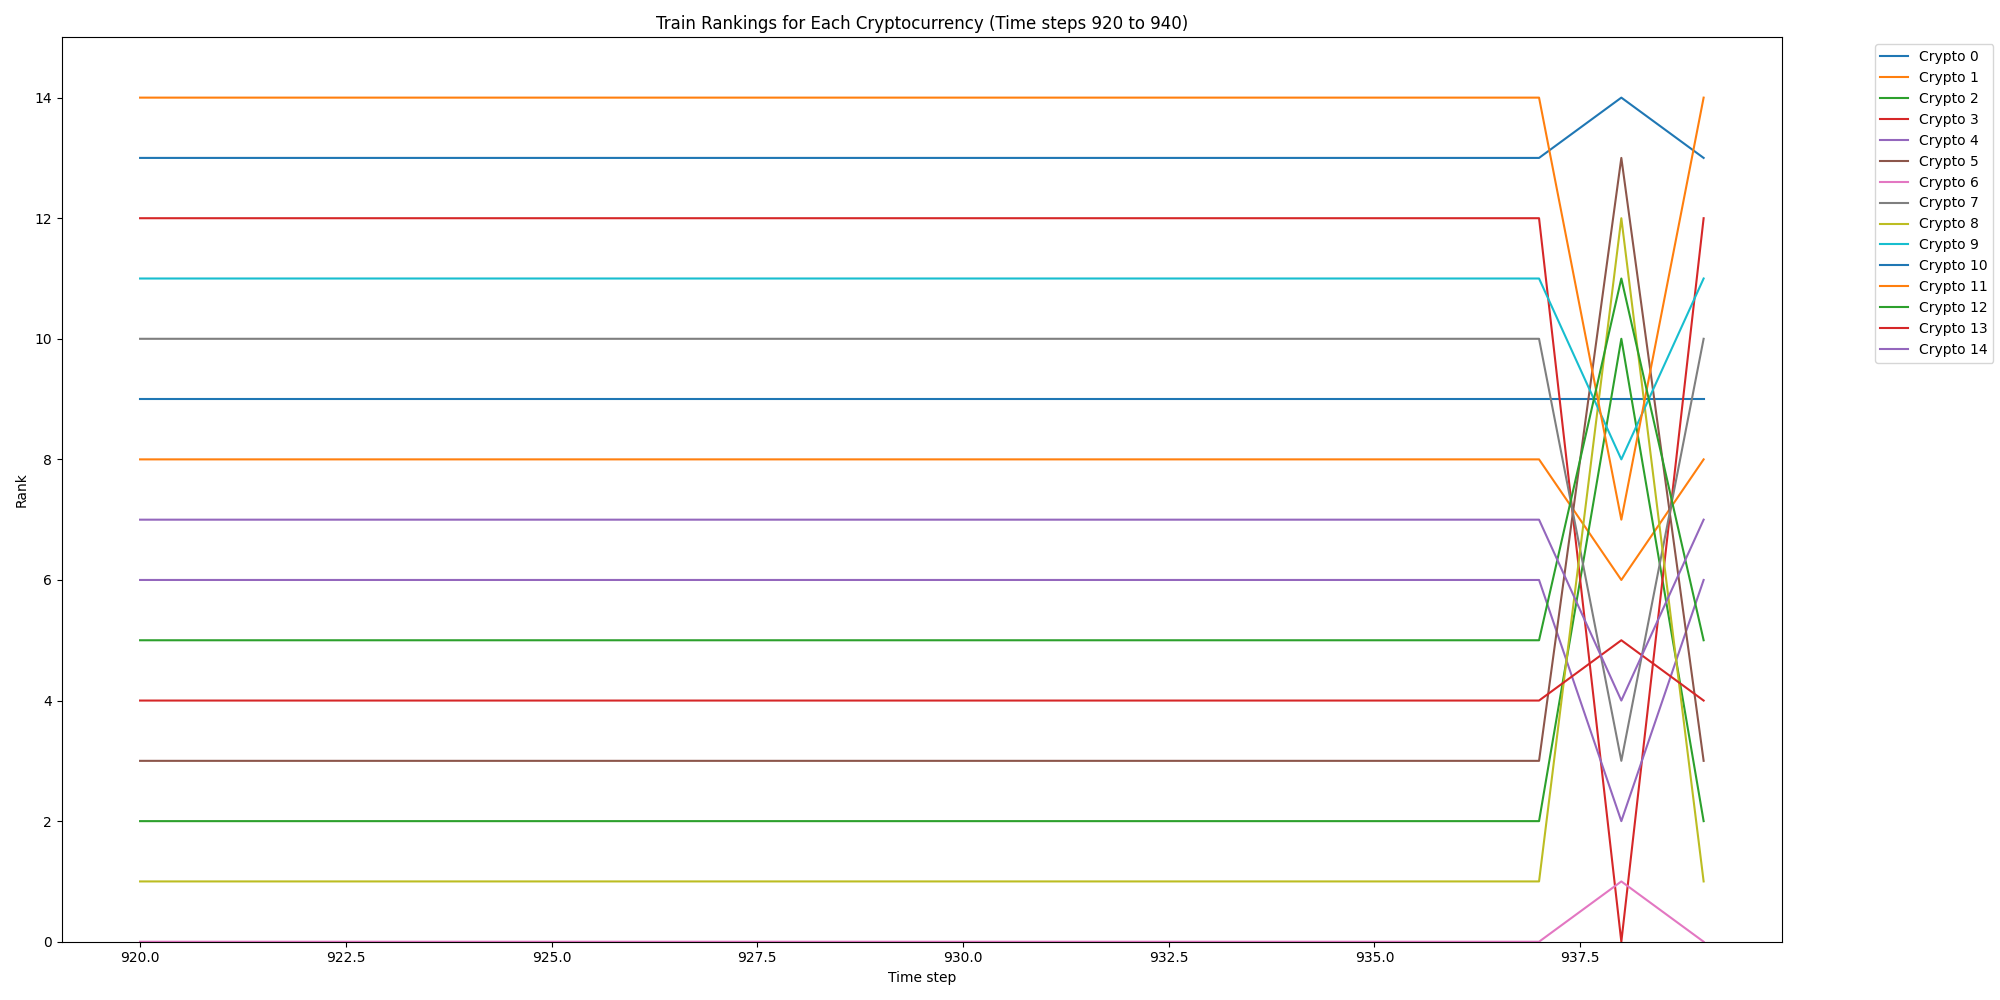 Train Rankings for Each Cryptocurrency (Time steps 920 to 940)
Crypto 0
Crypto 1
Crypto 2
Crypto 3
Crypto 4
Crypto 5
Crypto 6
Crypto 7
Crypto 8
Crypto 9
Crypto 10
Crypto 11
Crypto 12
Crypto 13
Crypto 14
Rank
14
12
10
8
6
4
2
0
920.0 922.5 925.0 927.5 930.0 932.5 935.0 937.5
Time step